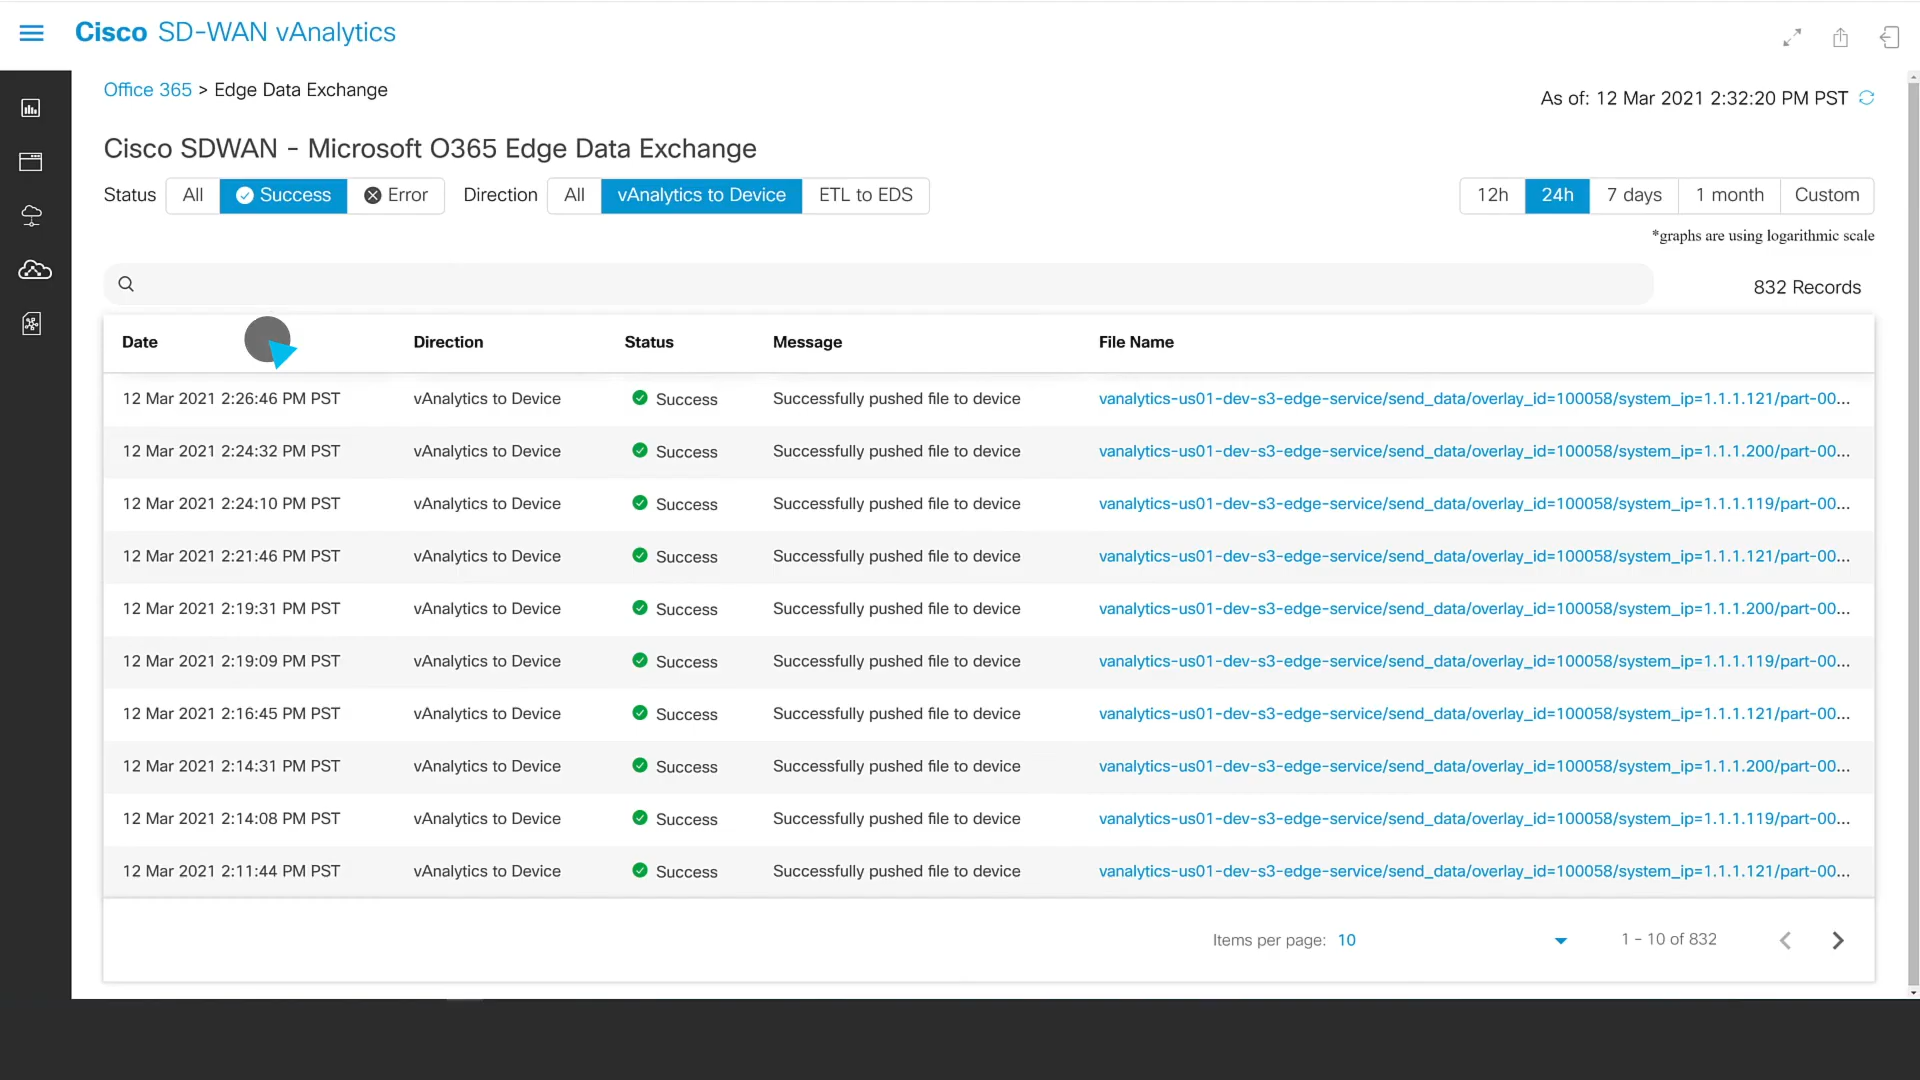 Cisco SD-WAN vAnalytics
Office 365 > Edge Data Exchange
As of: 12 Mar 2021 2:32:20 PM PST
Cisco SDWAN - Microsoft O365 Edge Data Exchange
Status All Success Error Direction All vAnalytics to Device ETL to EDS 12h 24h 7 days 1 month Custom
*graphs are using logarithmic scale
832 Records
Date Direction Status Message File Name
12 Mar 2021 2:26:46 PM PST vAnalytics to Device Success Successfully pushed file to device vanalytics-us01-dev-s3-edge-service/send_data/overlay_id=100058/system_ip=1.1.1.121/part-00...
12 Mar 2021 2:24:32 PM PST vAnalytics to Device Success Successfully pushed file to device vanalytics-us01-dev-s3-edge-service/send_data/overlay_id=100058/system_ip=1.1.1.200/part-00...
12 Mar 2021 2:24:10 PM PST vAnalytics to Device Success Successfully pushed file to device vanalytics-us01-dev-s3-edge-service/send_data/overlay_id=100058/system_ip=1.1.1.119/part-00...
12 Mar 2021 2:21:46 PM PST vAnalytics to Device Success Successfully pushed file to device vanalytics-us01-dev-s3-edge-service/send_data/overlay_id=100058/system_ip=1.1.1.121/part-00...
12 Mar 2021 2:19:31 PM PST vAnalytics to Device Success Successfully pushed file to device vanalytics-us01-dev-s3-edge-service/send_data/overlay_id=100058/system_ip=1.1.1.200/part-00...
12 Mar 2021 2:19:09 PM PST vAnalytics to Device Success Successfully pushed file to device vanalytics-us01-dev-s3-edge-service/send_data/overlay_id=100058/system_ip=1.1.1.119/part-00...
12 Mar 2021 2:16:45 PM PST vAnalytics to Device Success Successfully pushed file to device vanalytics-us01-dev-s3-edge-service/send_data/overlay_id=100058/system_ip=1.1.1.121/part-00...
12 Mar 2021 2:14:31 PM PST vAnalytics to Device Success Successfully pushed file to device vanalytics-us01-dev-s3-edge-service/send_data/overlay_id=100058/system_ip=1.1.1.200/part-00...
12 Mar 2021 2:14:08 PM PST vAnalytics to Device Success Successfully pushed file to device vanalytics-us01-dev-s3-edge-service/send_data/overlay_id=100058/system_ip=1.1.1.119/part-00...
12 Mar 2021 2:11:44 PM PST vAnalytics to Device Success Successfully pushed file to device vanalytics-us01-dev-s3-edge-service/send_data/overlay_id=100058/system_ip=1.1.1.121/part-00...
Items per page: 10 1 - 10 of 832